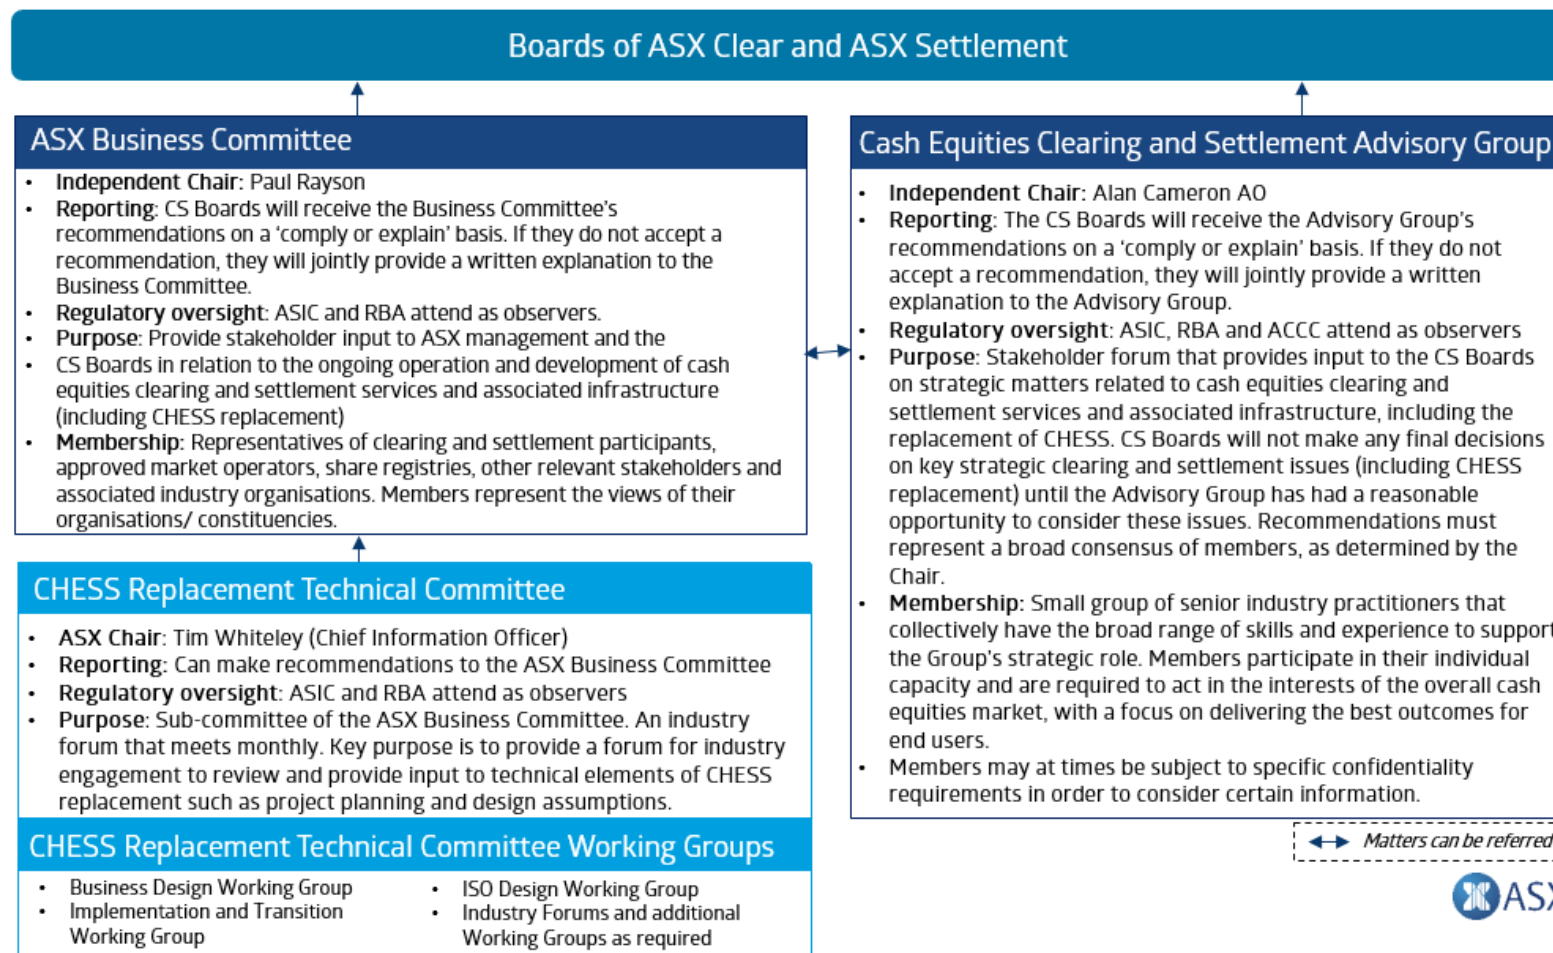 Boards of ASX Clear and ASX Settlement
ASX Business Committee
• Independent Chair: Paul Rayson
• Reporting: CS Boards will receive the Business Committee's
recommendations on a 'comply or explain' basis. If they do not accept a
recommendation, they will jointly provide a written explanation to the
Business Committee.
• Regulatory oversight: ASIC and RBA attend as observers.
• Purpose: Provide stakeholder input to ASX management and the
• CS Boards in relation to the ongoing operation and development of cash
equities clearing and settlement services and associated infrastructure
(including CHESS replacement)
• Membership: Representatives of clearing and settlement participants,
approved market operators, share registries, other relevant stakeholders and
associated industry organisations. Members represent the views of their
organisations/ constituencies.
CHESS Replacement Technical Committee
• ASX Chair: Tim Whiteley (Chief Information Officer)
• Reporting: Can make recommendations to the ASX Business Committee
• Regulatory oversight: ASIC and RBA attend as observers
• Purpose: Sub-committee of the ASX Business Committee. An industry
forum that meets monthly. Key purpose is to provide a forum for industry
engagement to review and provide input to technical elements of CHESS
replacement such as project planning and design assumptions.
CHESS Replacement Technical Committee Working Groups
• Business Design Working Group
• Implementation and Transition
Working Group
• ISO Design Working Group
• Industry Forums and additional
Working Groups as required
Cash Equities Clearing and Settlement Advisory Group
• Independent Chair: Alan Cameron AO
• Reporting: The CS Boards will receive the Advisory Group's
recommendations on a 'comply or explain' basis. If they do not
accept a recommendation, they will jointly provide a written
explanation to the Advisory Group.
• Regulatory oversight: ASIC, RBA and ACCC attend as observers
• Purpose: Stakeholder forum that provides input to the CS Boards
on strategic matters related to cash equities clearing and
settlement services and associated infrastructure, including the
replacement of CHESS. CS Boards will not make any final decisions
on key strategic clearing and settlement issues (including CHESS
replacement) until the Advisory Group has had a reasonable
opportunity to consider these issues. Recommendations must
represent a broad consensus of members, as determined by the
Chair.
• Membership: Small group of senior industry practitioners that
collectively have the broad range of skills and experience to support
the Group's strategic role. Members participate in their individual
capacity and are required to act in the interests of the overall cash
equities market, with a focus on delivering the best outcomes for
end users.
• Members may at times be subject to specific confidentiality
requirements in order to consider certain information.
Matters can be referred
ASX